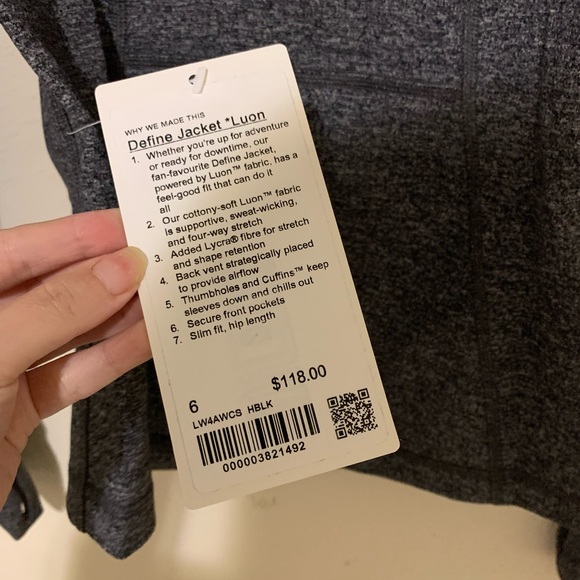 WHY WE MADE THIS
Define Jacket *Luon
1. Whether you're up for adventure
or ready for downtime, our
fan-favourite Define Jacket,
powered by Luon™ fabric, has a
feel-good fit that can do it
all
2. Our cottony-soft Luon™ fabric
is supportive, sweat-wicking,
and four-way stretch
3. Added Lycra® fibre for stretch
and shape retention
4. Back vent strategically placed
to provide airflow
5. Thumbholes and Cuffins™ keep
sleeves down and chills out
6. Secure front pockets
7. Slim fit, hip length
6 $118.00
LW4AWCS HBLK
000003821492